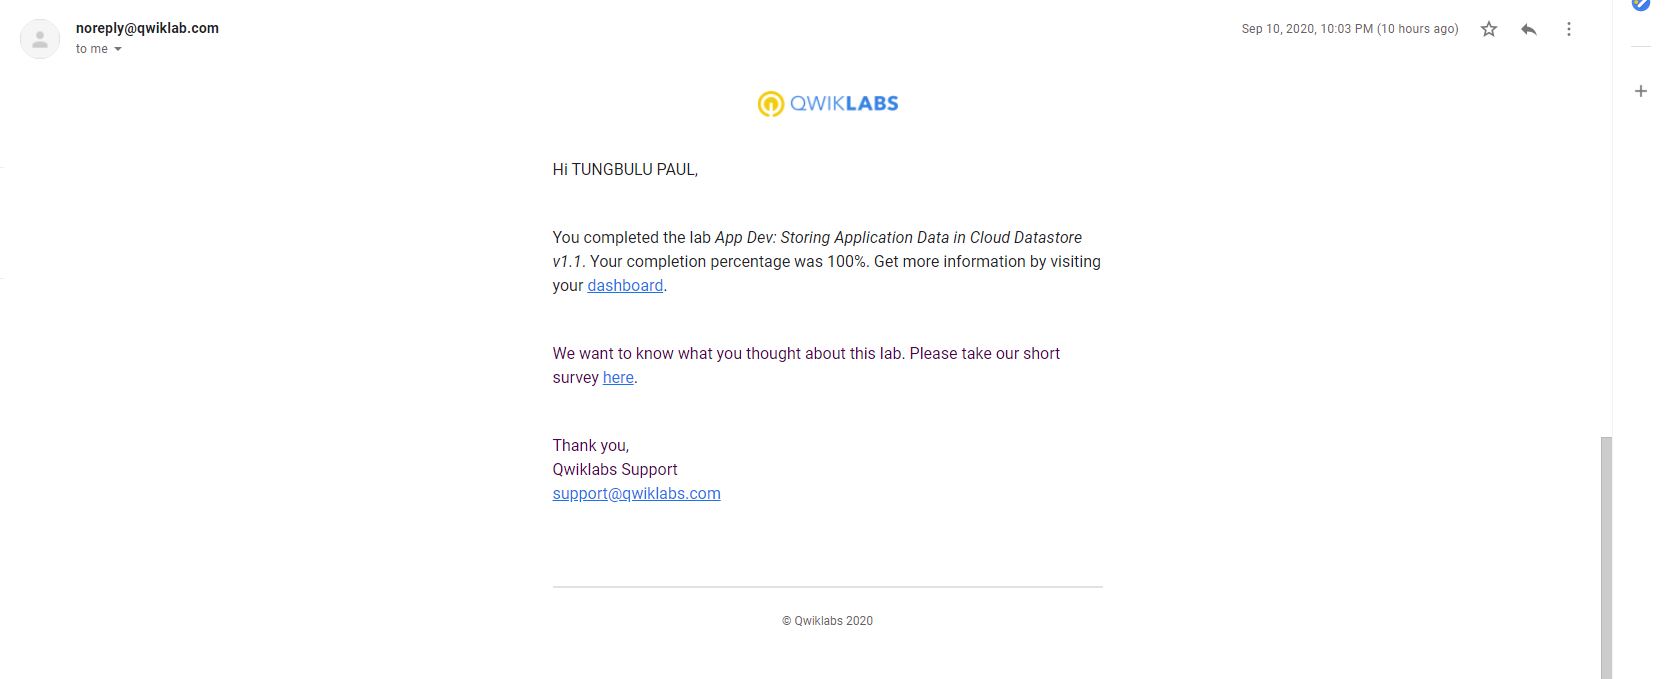 noreply@qwiklab.com
to me
Sep 10, 2020, 10:03 PM (10 hours ago)
QWIKLABS
Hi TUNGBULU PAUL,
You completed the lab App Dev: Storing Application Data in Cloud Datastore
v1.1. Your completion percentage was 100%. Get more information by visiting
your dashboard.
We want to know what you thought about this lab. Please take our short
survey here.
Thank you,
Qwiklabs Support
support@qwiklabs.com
© Qwiklabs 2020